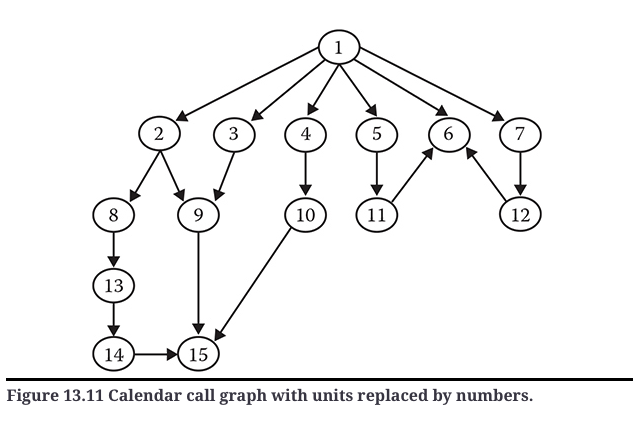 1
2 3 4 5 6 7
8 9 10 11 12
13
14 15
Figure 13.11 Calendar call graph with units replaced by numbers.